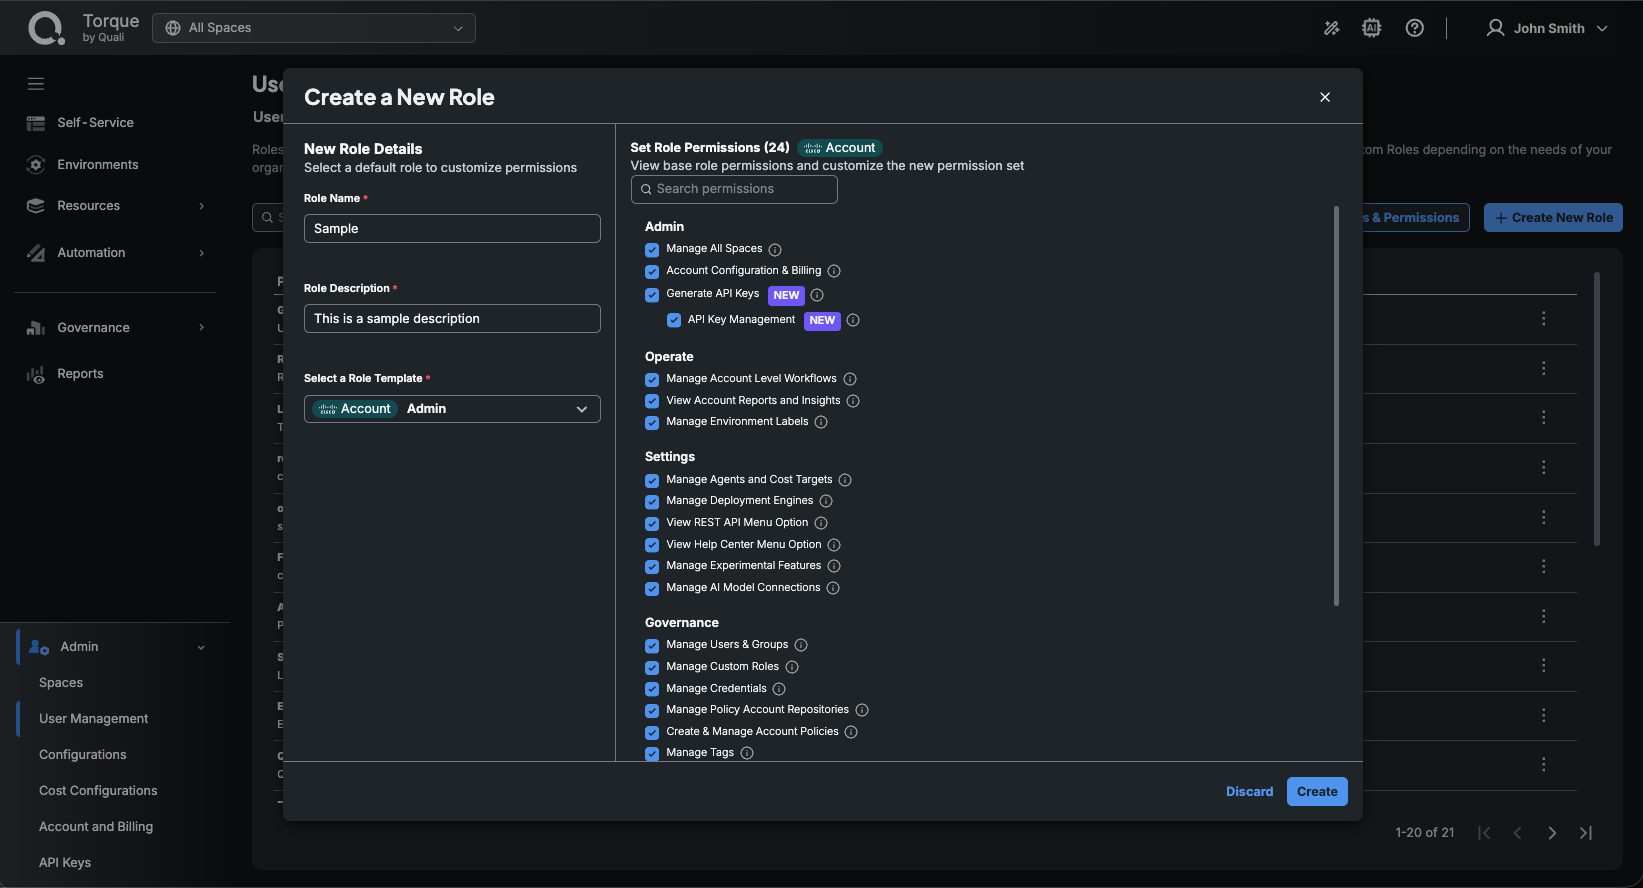 Torque
by Quali
All Spaces
AI
John Smith
Self-Service
Environments
Resources
Automation
Governance
Reports
Admin
Spaces
User Management
Configurations
Cost Configurations
Account and Billing
API Keys
Use
User
Roles
organ
om Roles depending on the needs of your
s & Permissions
+ Create New Role
Create a New Role
New Role Details
Select a default role to customize permissions
Role Name *
Sample
Role Description *
This is a sample description
Select a Role Template *
CISCO Account Admin
Set Role Permissions (24) CISCO Account
View base role permissions and customize the new permission set
Search permissions
Admin
Manage All Spaces
Account Configuration & Billing
Generate API Keys NEW
API Key Management NEW
Operate
Manage Account Level Workflows
View Account Reports and Insights
Manage Environment Labels
Settings
Manage Agents and Cost Targets
Manage Deployment Engines
View REST API Menu Option
View Help Center Menu Option
Manage Experimental Features
Manage AI Model Connections
Governance
Manage Users & Groups
Manage Custom Roles
Manage Credentials
Manage Policy Account Repositories
Create & Manage Account Policies
Manage Tags
Discard
Create
1-20 of 21